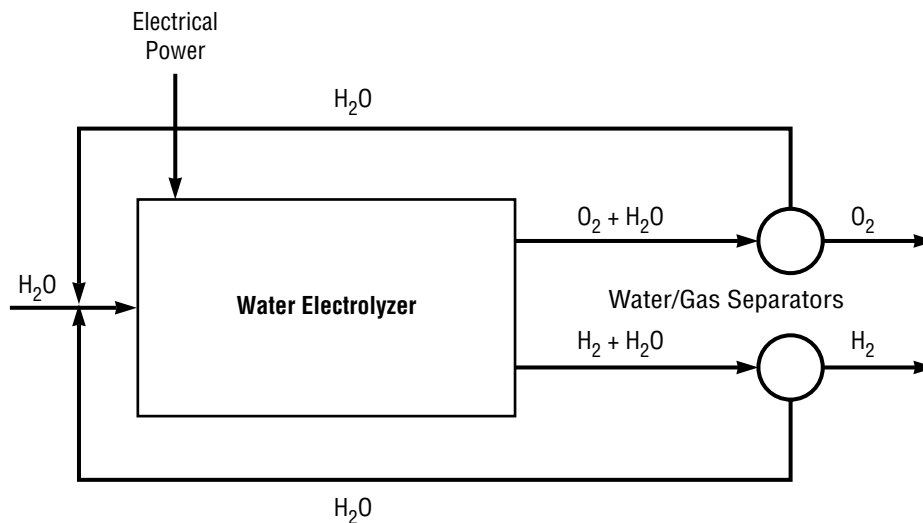 Electrical
Power
H₂O
O₂ + H₂O
O₂
H₂O
Water Electrolyzer
Water/Gas Separators
H₂ + H₂O
H₂
H₂O